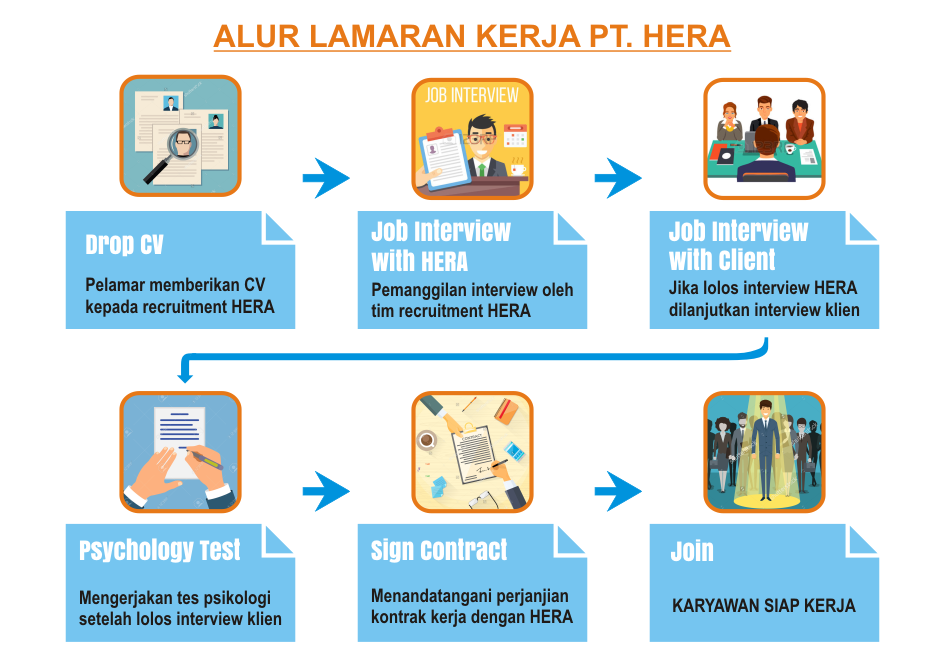 ALUR LAMARAN KERJA PT. HERA
JOB INTERVIEW
Drop CV
Pelamar memberikan CV
kepada recruitment HERA
Job Interview
with HERA
Pemanggilan interview oleh
tim recruitment HERA
Job Interview
with Client
Jika lolos interview HERA
dilanjutkan interview klien
Psychology Test
Mengerjakan tes psikologi
setelah lolos interview klien
Sign Contract
Menandatangani perjanjian
kontrak kerja dengan HERA
Join
KARYAWAN SIAP KERJA